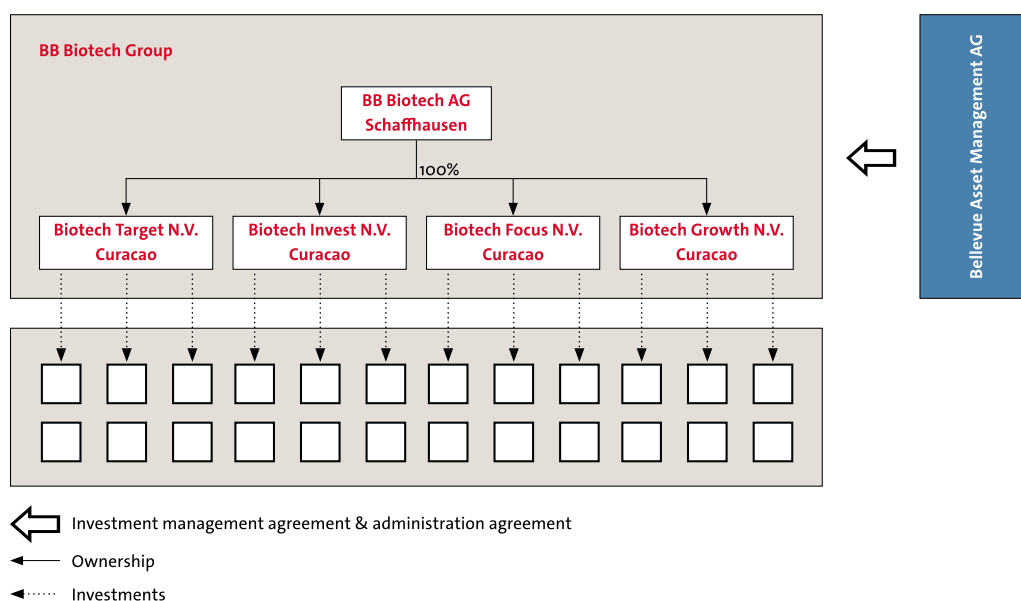 BB Biotech Group
BB Biotech AG
Schaffhausen
100%
Biotech Target N.V.
Curacao
Biotech Invest N.V.
Curacao
Biotech Focus N.V.
Curacao
Biotech Growth N.V.
Curacao
Bellevue Asset Management AG
Investment management agreement & administration agreement
Ownership
Investments